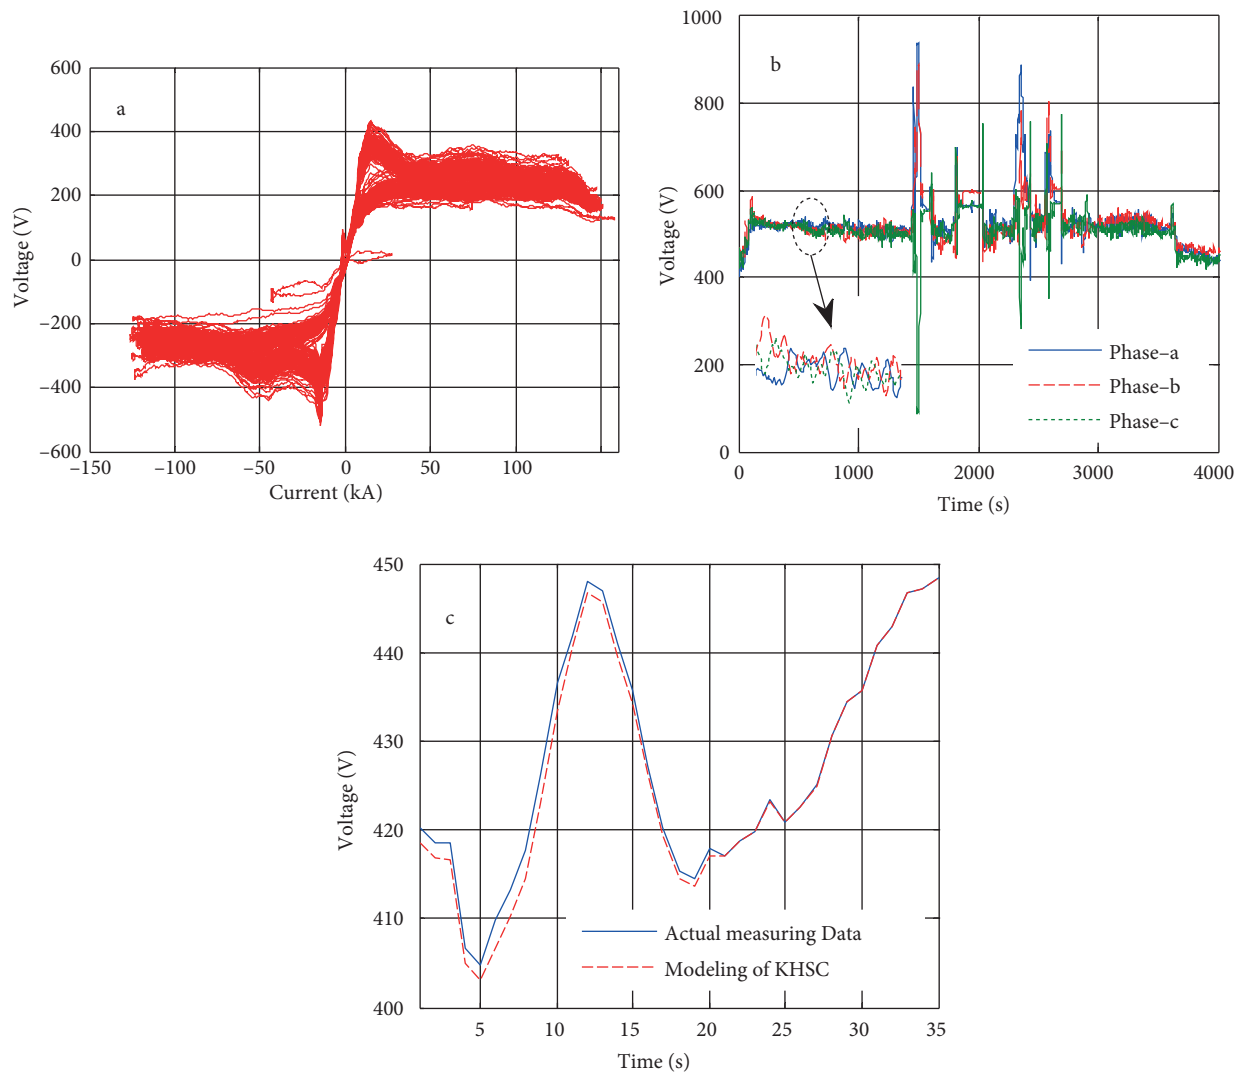 a
600
400
200
0
–200
–400
–600
Voltage (V)
–150
–100
–50
0
50
100
Current (kA)
b
1000
800
600
400
200
0
Voltage (V)
Phase–a
Phase–b
Phase–c
0
1000
2000
3000
4000
Time (s)
c
450
440
430
420
410
400
Voltage (V)
Actual measuring Data
Modeling of KHSC
5
10
15
20
25
30
35
Time (s)